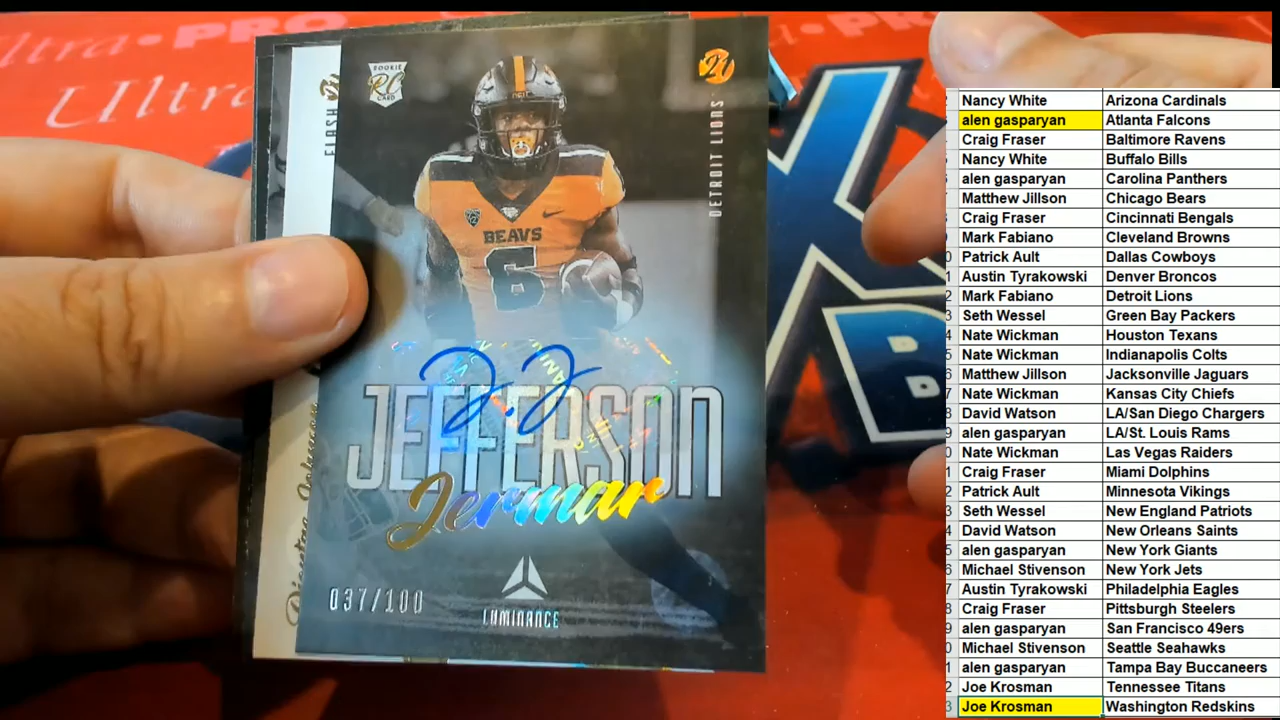 Ultra•PRO
Ultra
ROOKIE
RC
CARD
21
FLASH
DETROIT LIONS
BEAVS
6
J. J.
JEFFERSON
Jermar
037/100
LUMINANCE
Nancy White Arizona Cardinals
alen gasparyan Atlanta Falcons
Craig Fraser Baltimore Ravens
Nancy White Buffalo Bills
alen gasparyan Carolina Panthers
Matthew Jillson Chicago Bears
Craig Fraser Cincinnati Bengals
Mark Fabiano Cleveland Browns
Patrick Ault Dallas Cowboys
Austin Tyrakowski Denver Broncos
Mark Fabiano Detroit Lions
Seth Wessel Green Bay Packers
Nate Wickman Houston Texans
Nate Wickman Indianapolis Colts
Matthew Jillson Jacksonville Jaguars
Nate Wickman Kansas City Chiefs
David Watson LA/San Diego Chargers
alen gasparyan LA/St. Louis Rams
Nate Wickman Las Vegas Raiders
Craig Fraser Miami Dolphins
Patrick Ault Minnesota Vikings
Seth Wessel New England Patriots
David Watson New Orleans Saints
alen gasparyan New York Giants
Michael Stivenson New York Jets
Austin Tyrakowski Philadelphia Eagles
Craig Fraser Pittsburgh Steelers
alen gasparyan San Francisco 49ers
Michael Stivenson Seattle Seahawks
alen gasparyan Tampa Bay Buccaneers
Joe Krosman Tennessee Titans
Joe Krosman Washington Redskins